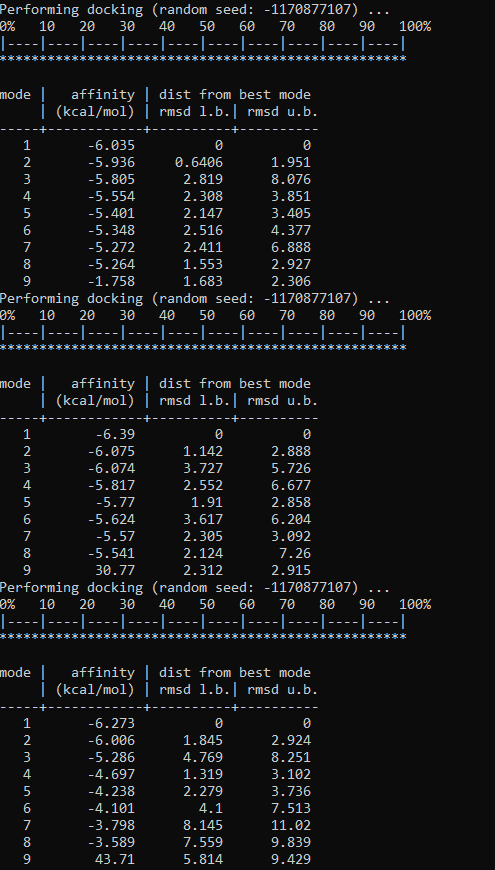 Performing docking (random seed: -1170877107) ...
0%   10   20   30   40   50   60   70   80   90   100%
|----|----|----|----|----|----|----|----|----|----|
***************************************************
mode |   affinity | dist from best mode
     | (kcal/mol) | rmsd l.b.| rmsd u.b.
-----+------------+----------+----------
   1       -6.035          0          0
   2       -5.936     0.6406      1.951
   3       -5.805      2.819      8.076
   4       -5.554      2.308      3.851
   5       -5.401      2.147      3.405
   6       -5.348      2.516      4.377
   7       -5.272      2.411      6.888
   8       -5.264      1.553      2.927
   9       -1.758      1.683      2.306
Performing docking (random seed: -1170877107) ...
0%   10   20   30   40   50   60   70   80   90   100%
|----|----|----|----|----|----|----|----|----|----|
***************************************************
mode |   affinity | dist from best mode
     | (kcal/mol) | rmsd l.b.| rmsd u.b.
-----+------------+----------+----------
   1        -6.39          0          0
   2       -6.075      1.142      2.888
   3       -6.074      3.727      5.726
   4       -5.817      2.552      6.677
   5        -5.77       1.91      2.858
   6       -5.624      3.617      6.204
   7        -5.57      2.305      3.092
   8       -5.541      2.124       7.26
   9        30.77      2.312      2.915
Performing docking (random seed: -1170877107) ...
0%   10   20   30   40   50   60   70   80   90   100%
|----|----|----|----|----|----|----|----|----|----|
***************************************************
mode |   affinity | dist from best mode
     | (kcal/mol) | rmsd l.b.| rmsd u.b.
-----+------------+----------+----------
   1       -6.273          0          0
   2       -6.006      1.845      2.924
   3       -5.286      4.769      8.251
   4       -4.697      1.319      3.102
   5       -4.238      2.279      3.736
   6       -4.101        4.1      7.513
   7       -3.798      8.145      11.02
   8       -3.589      7.559      9.839
   9        43.71      5.814      9.429